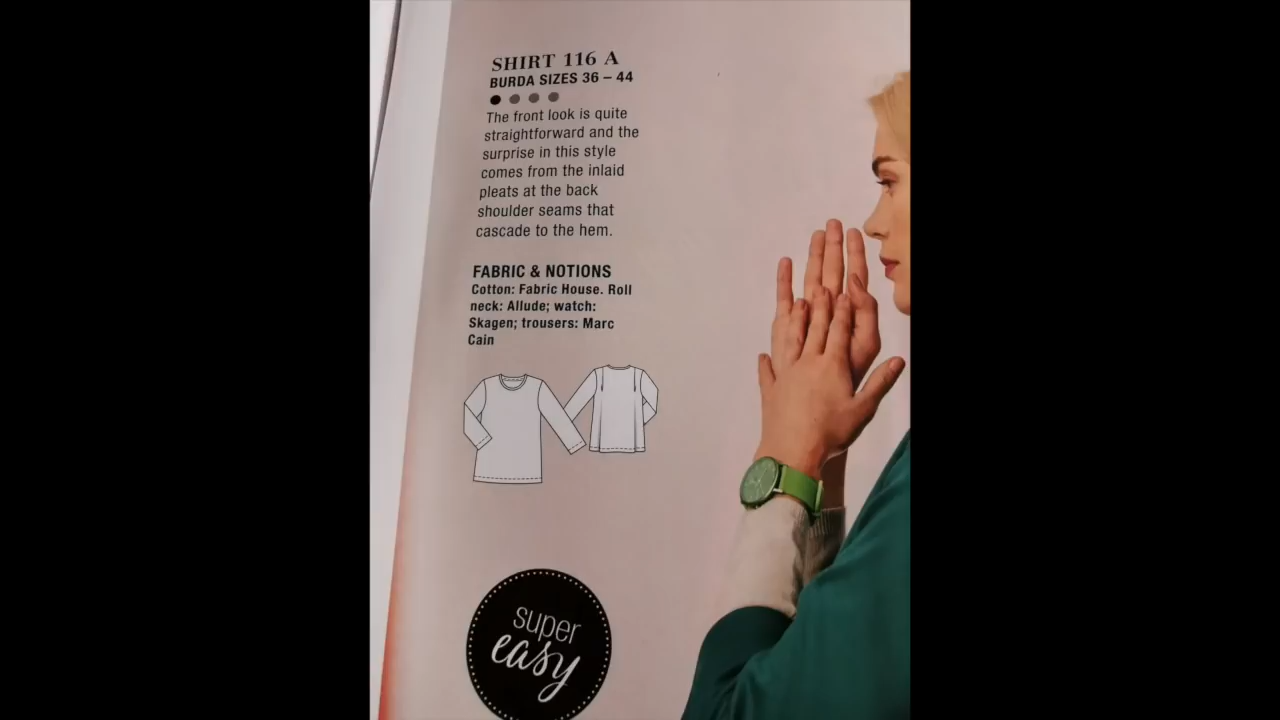 SHIRT 116 A
BURDA SIZES 36 – 44
The front look is quite
straightforward and the
surprise in this style
comes from the inlaid
pleats at the back
shoulder seams that
cascade to the hem.
FABRIC & NOTIONS
Cotton: Fabric House. Roll
neck: Allude; watch:
Skagen; trousers: Marc
Cain
super
easy